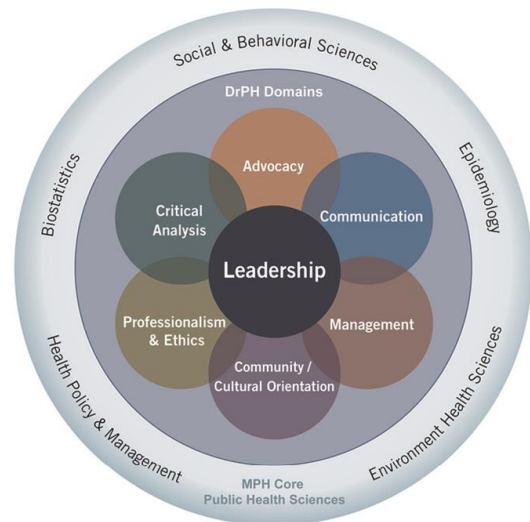 Social & Behavioral Sciences
DrPH Domains
Biostatistics
Epidemiology
Advocacy
Critical
Analysis
Communication
Leadership
Professionalism
& Ethics
Management
Community /
Cultural Orientation
Health Policy & Management
Environment Health Sciences
MPH Core
Public Health Sciences